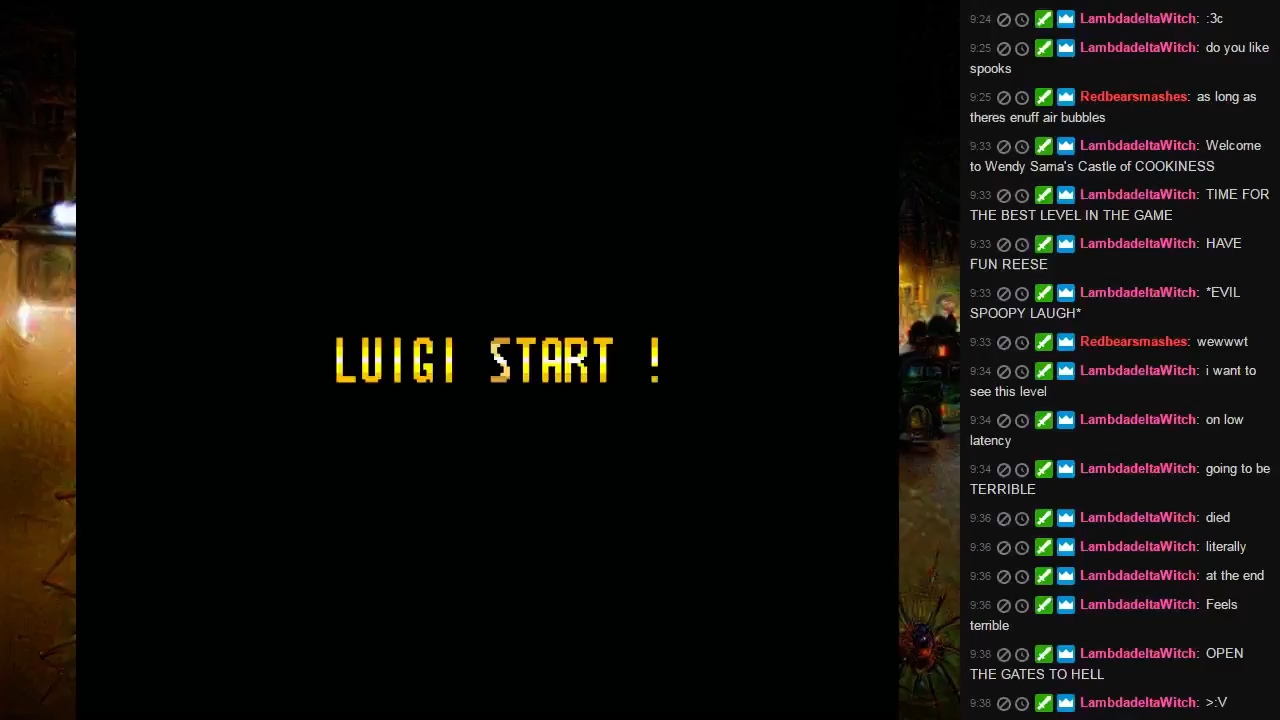 LUIGI START !
9:24 LambdadeltaWitch: :3c
9:25 LambdadeltaWitch: do you like
spooks
9:25 Redbearsmashes: as long as
theres enuff air bubbles
9:33 LambdadeltaWitch: Welcome
to Wendy Sama's Castle of COOKINESS
9:33 LambdadeltaWitch: TIME FOR
THE BEST LEVEL IN THE GAME
9:33 LambdadeltaWitch: HAVE
FUN REESE
9:33 LambdadeltaWitch: *EVIL
SPOOPY LAUGH*
9:33 Redbearsmashes: wewwwt
9:34 LambdadeltaWitch: i want to
see this level
9:34 LambdadeltaWitch: on low
latency
9:34 LambdadeltaWitch: going to be
TERRIBLE
9:36 LambdadeltaWitch: died
9:36 LambdadeltaWitch: literally
9:36 LambdadeltaWitch: at the end
9:36 LambdadeltaWitch: Feels
terrible
9:38 LambdadeltaWitch: OPEN
THE GATES TO HELL
9:38 LambdadeltaWitch: >:V